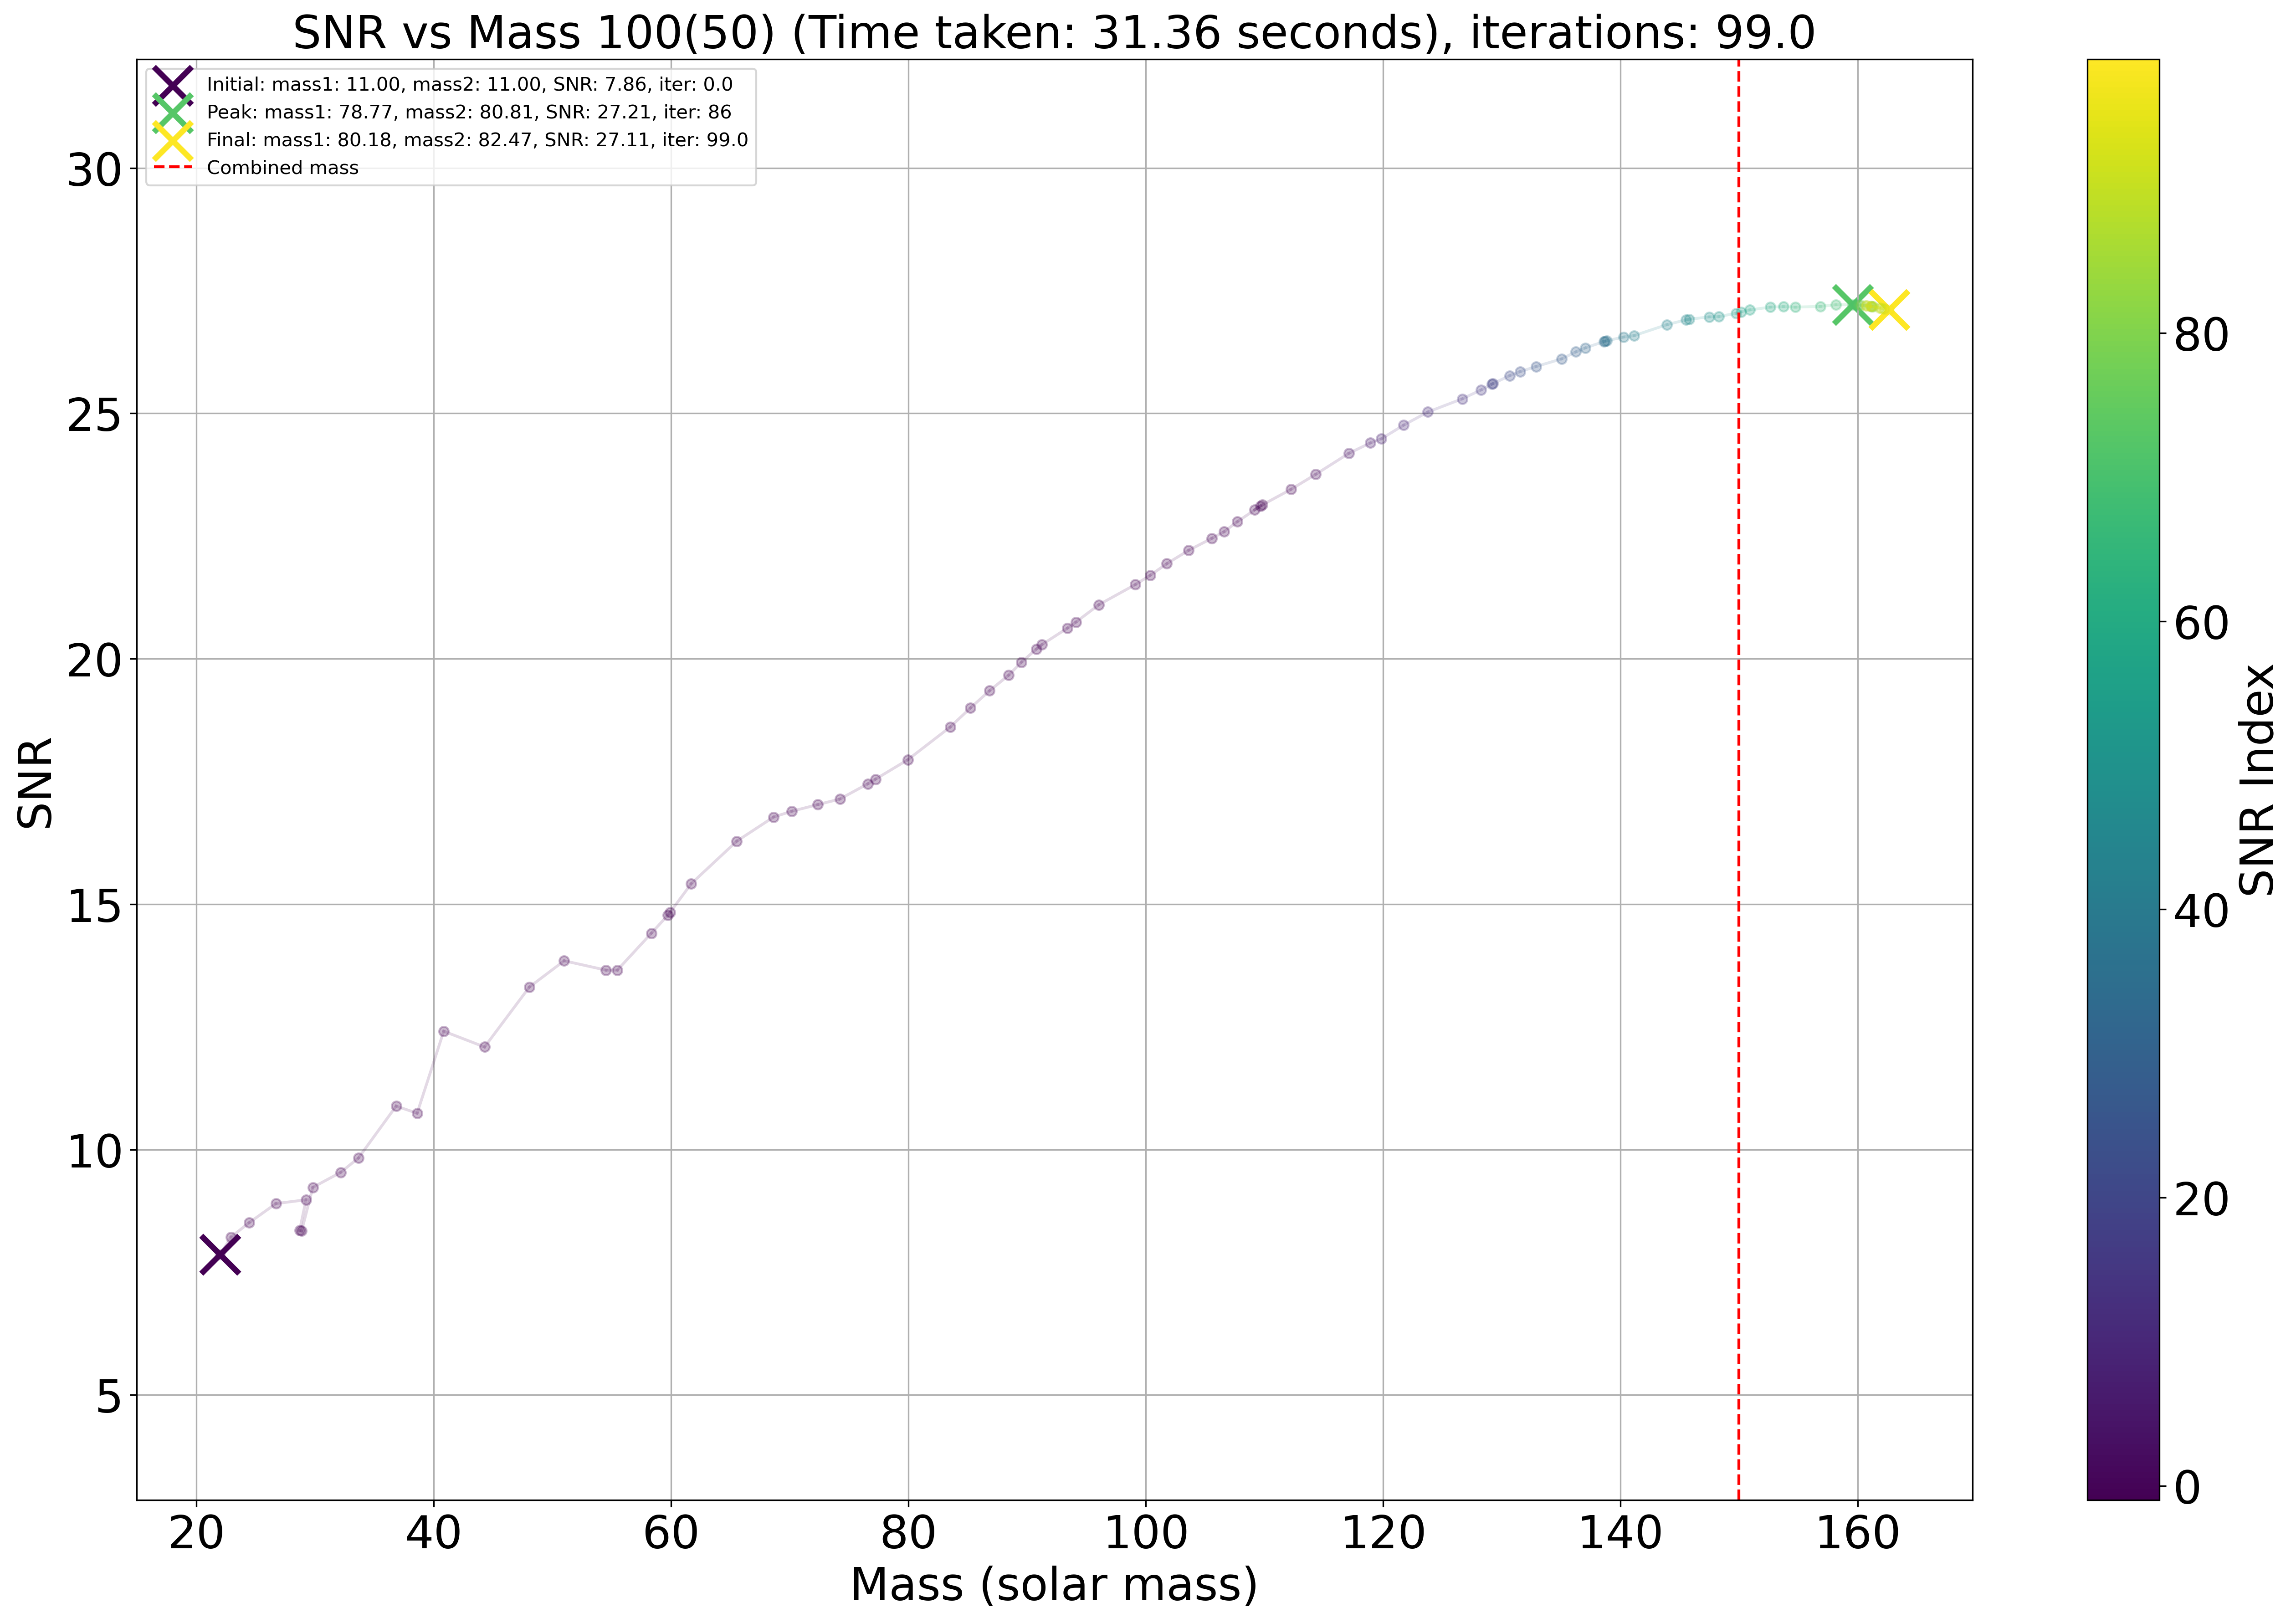 SNR vs Mass 100(50) (Time taken: 31.36 seconds), iterations: 99.0
Initial: mass1: 11.00, mass2: 11.00, SNR: 7.86, iter: 0.0
Peak: mass1: 78.77, mass2: 80.81, SNR: 27.21, iter: 86
Final: mass1: 80.18, mass2: 82.47, SNR: 27.11, iter: 99.0
Combined mass
30
25
20
15
10
5
SNR
20 40 60 80 100 120 140 160
Mass (solar mass)
80
60
40
20
0
SNR Index